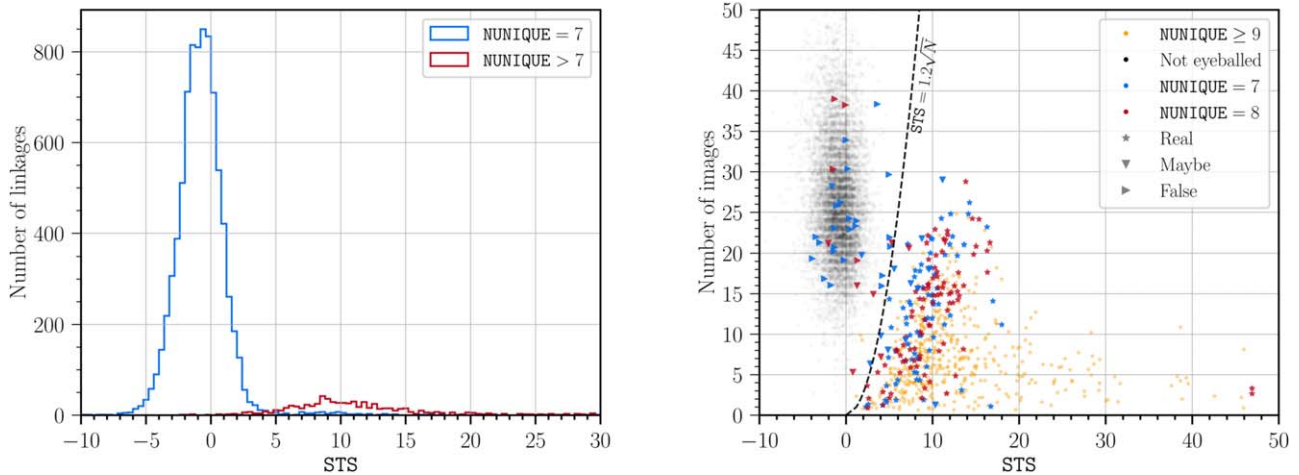 800
600
400
200
0
−10
−5
0
5
10
15
20
25
30
Number of linkages
STS
NUNIQUE = 7
NUNIQUE > 7
50
45
40
35
30
25
20
15
10
5
0
−10
0
10
20
30
40
50
Number of images
STS
STS = 1.2√N
NUNIQUE ≥ 9
Not eyeballed
NUNIQUE = 7
NUNIQUE = 8
Real
Maybe
False